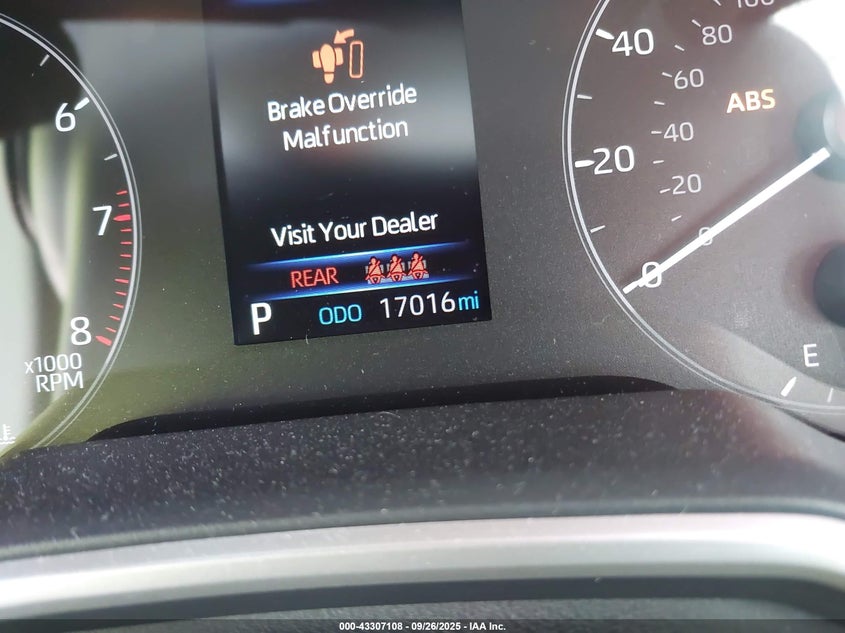 Brake Override
Malfunction
Visit Your Dealer
REAR
P ODO 17016 mi
6
7
8
x1000
RPM
40
20
0
100
80
60
40
20
0
ABS
E
000-43307108 - 09/26/2025 - IAA Inc.